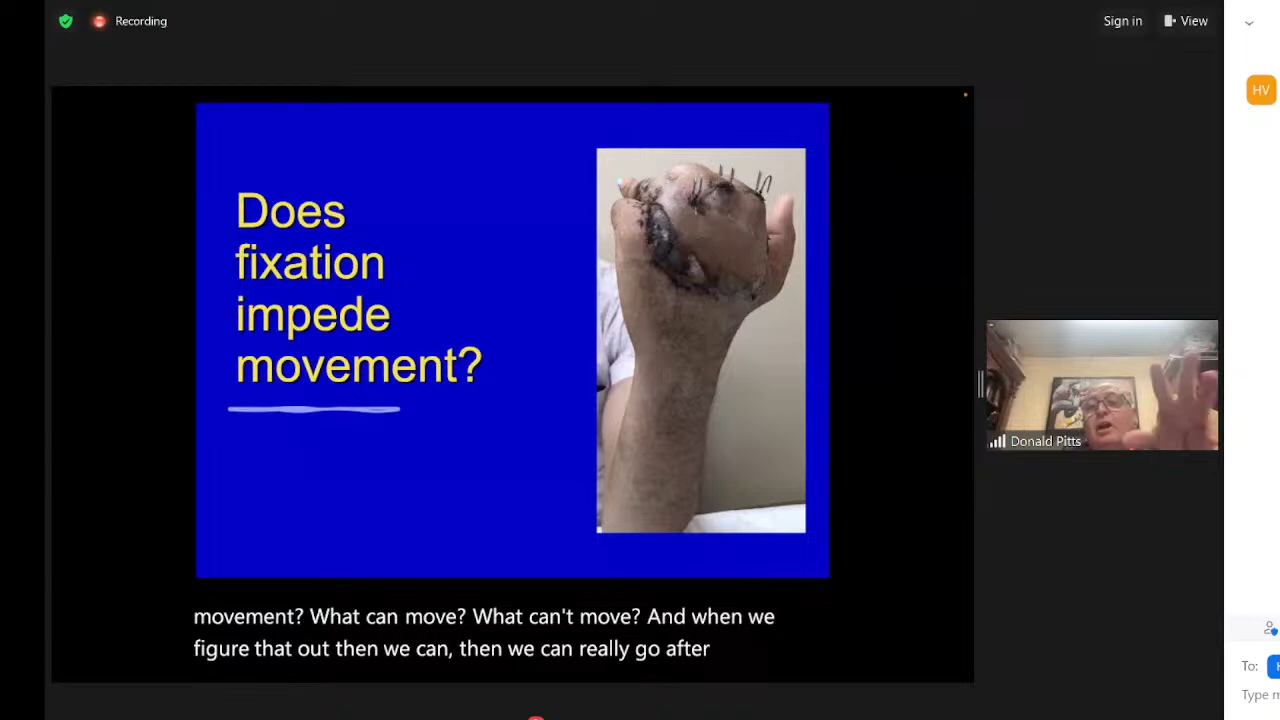 Recording
Sign in
View
HV
Does
fixation
impede
movement?
Donald Pitts
movement? What can move? What can't move? And when we
figure that out then we can, then we can really go after
To:
Type